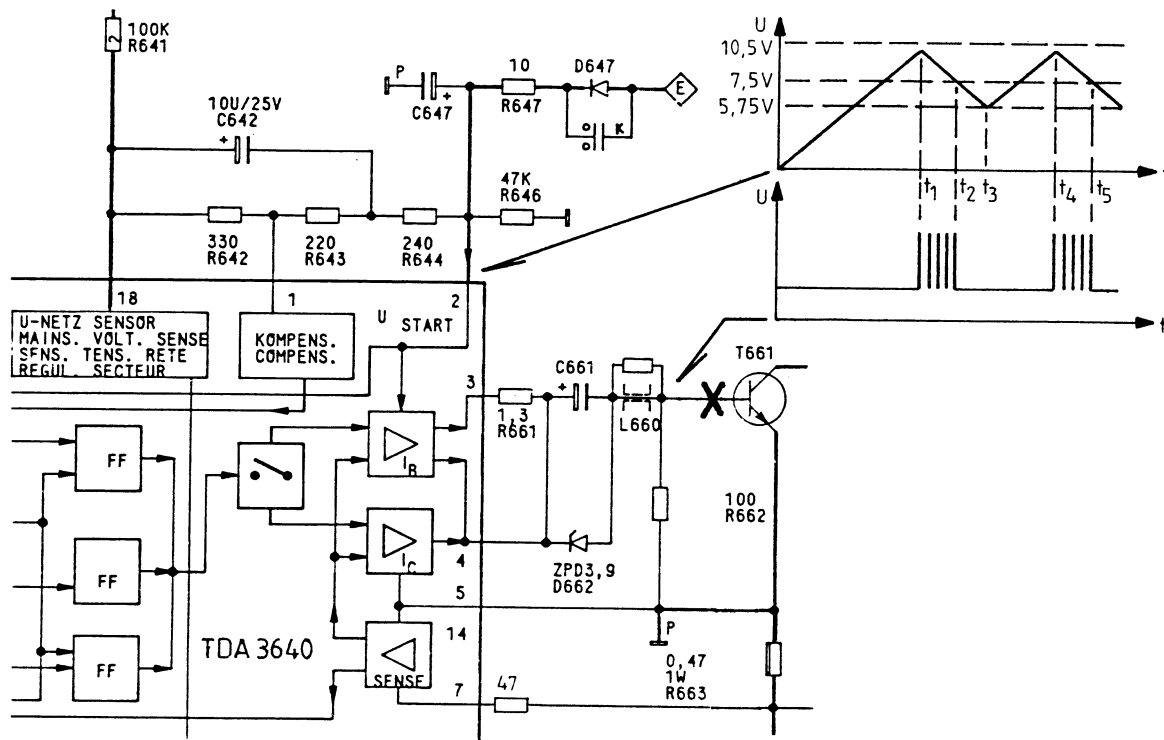 100K
R641
2
10U/25V
C642
+
P
C647
+
10
R647
D647
E
K
47K
R646
330
R642
220
R643
240
R644
18
1
2
U-NETZ SENSOR
MAINS. VOLT. SENSE
SENS. TENS. RETE
REGUL. SECTEUR
KOMPENS.
COMPENS.
U START
3
1,3
R661
C661
+
L660
T661
FF
FF
FF
I_B
I_C
4
5
14
7
SENSE
TDA 3640
ZPD3,9
D662
100
R662
P
0,47
1W
R663
47
U
10,5V
7,5V
5,75V
t1
t2
t3
t4
t5
U
t